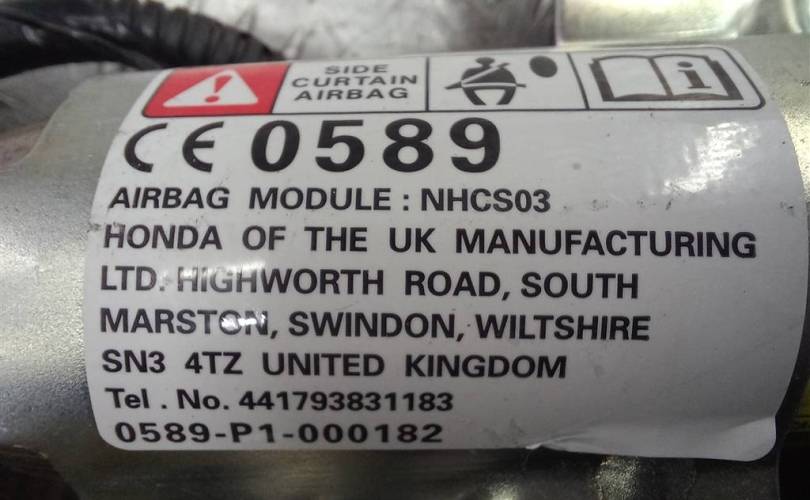 SIDE
CURTAIN
AIRBAG
CE 0589
AIRBAG MODULE : NHCS03
HONDA OF THE UK MANUFACTURING
LTD. HIGHWORTH ROAD, SOUTH
MARSTON, SWINDON, WILTSHIRE
SN3 4TZ UNITED KINGDOM
Tel . No. 441793831183
0589-P1-000182